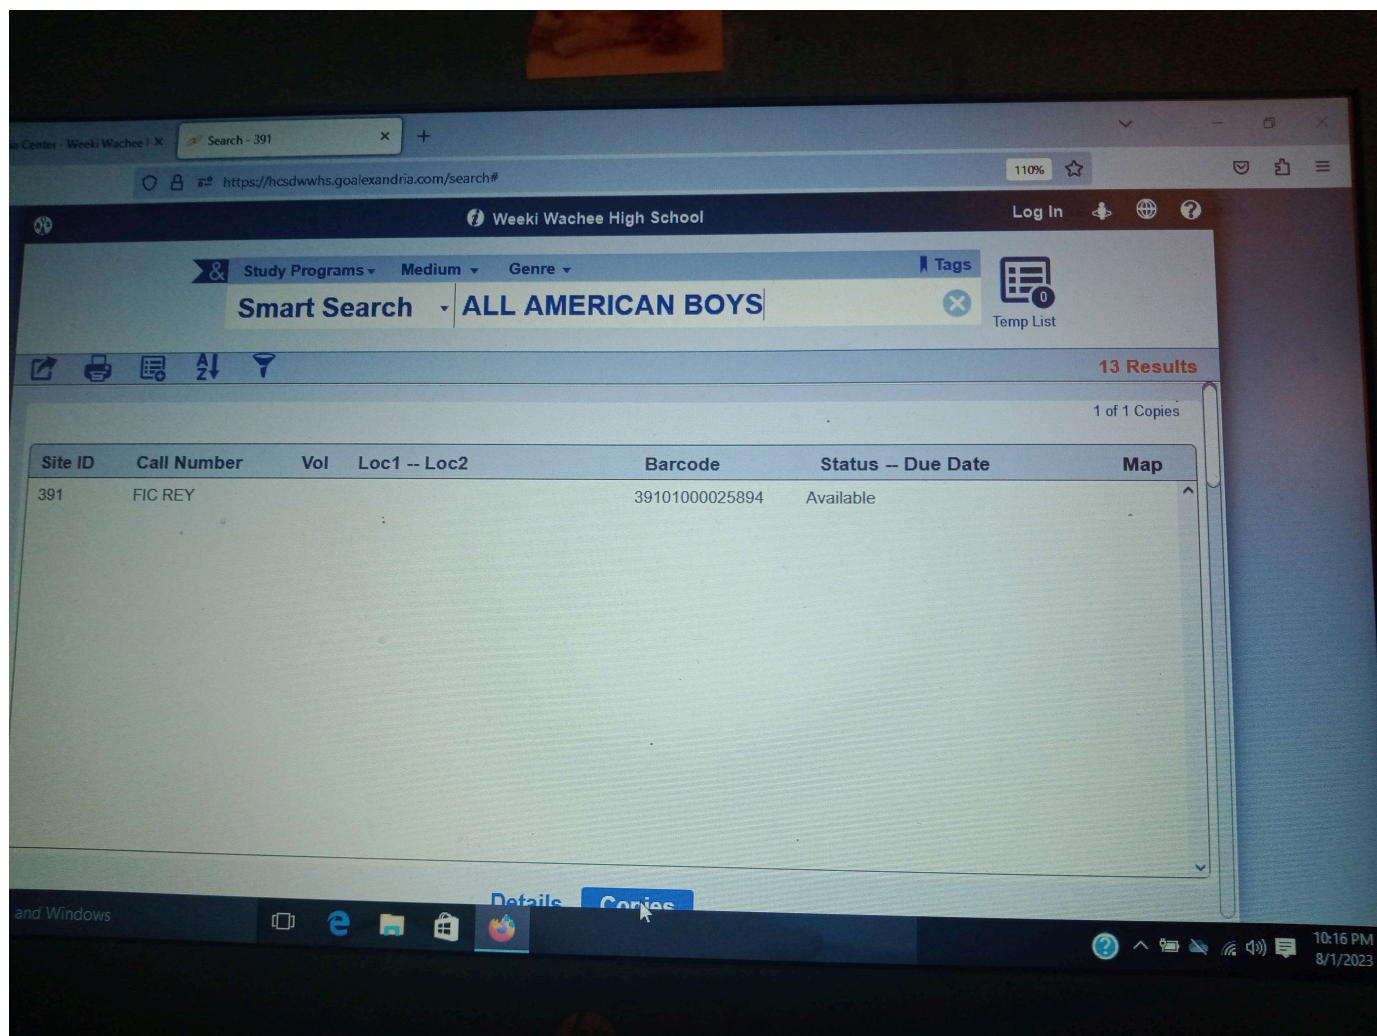 Center - Weeki Wachee
Search - 391
https://hcsdwwhs.goalexandria.com/search#
110%
Weeki Wachee High School
Log In
& Study Programs Medium Genre
Tags
Smart Search ALL AMERICAN BOYS
0
Temp List
13 Results
1 of 1 Copies
Site ID Call Number Vol Loc1 -- Loc2 Barcode Status -- Due Date Map
391 FIC REY 39101000025894 Available
Details Copies
and Windows
10:16 PM
8/1/2023